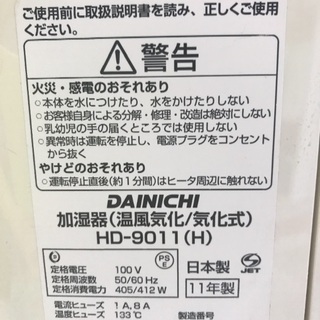 ご使用前に取扱説明書を読み、正しくご使用
ください。
警告
火災・感電のおそれあり
○本体を水につけたり、水をかけたりしない
○お客様自身による分解・修理・改造は絶対にしない
○乳幼児の手の届くところでは使用しない
○異常時は運転を停止し、電源プラグをコンセント
から抜く
やけどのおそれあり
○運転停止直後(約1分間)はヒータ周辺に触れない
DAINICHI
加湿器(温風気化/気化式)
HD-9011(H)
定格電圧 100 V
定格周波数 50/60 Hz
定格消費電力 405/412 W
PS
E
日本製
11年製
JET
電流ヒューズ 1A,8A
温度ヒューズ 133℃
製造番号